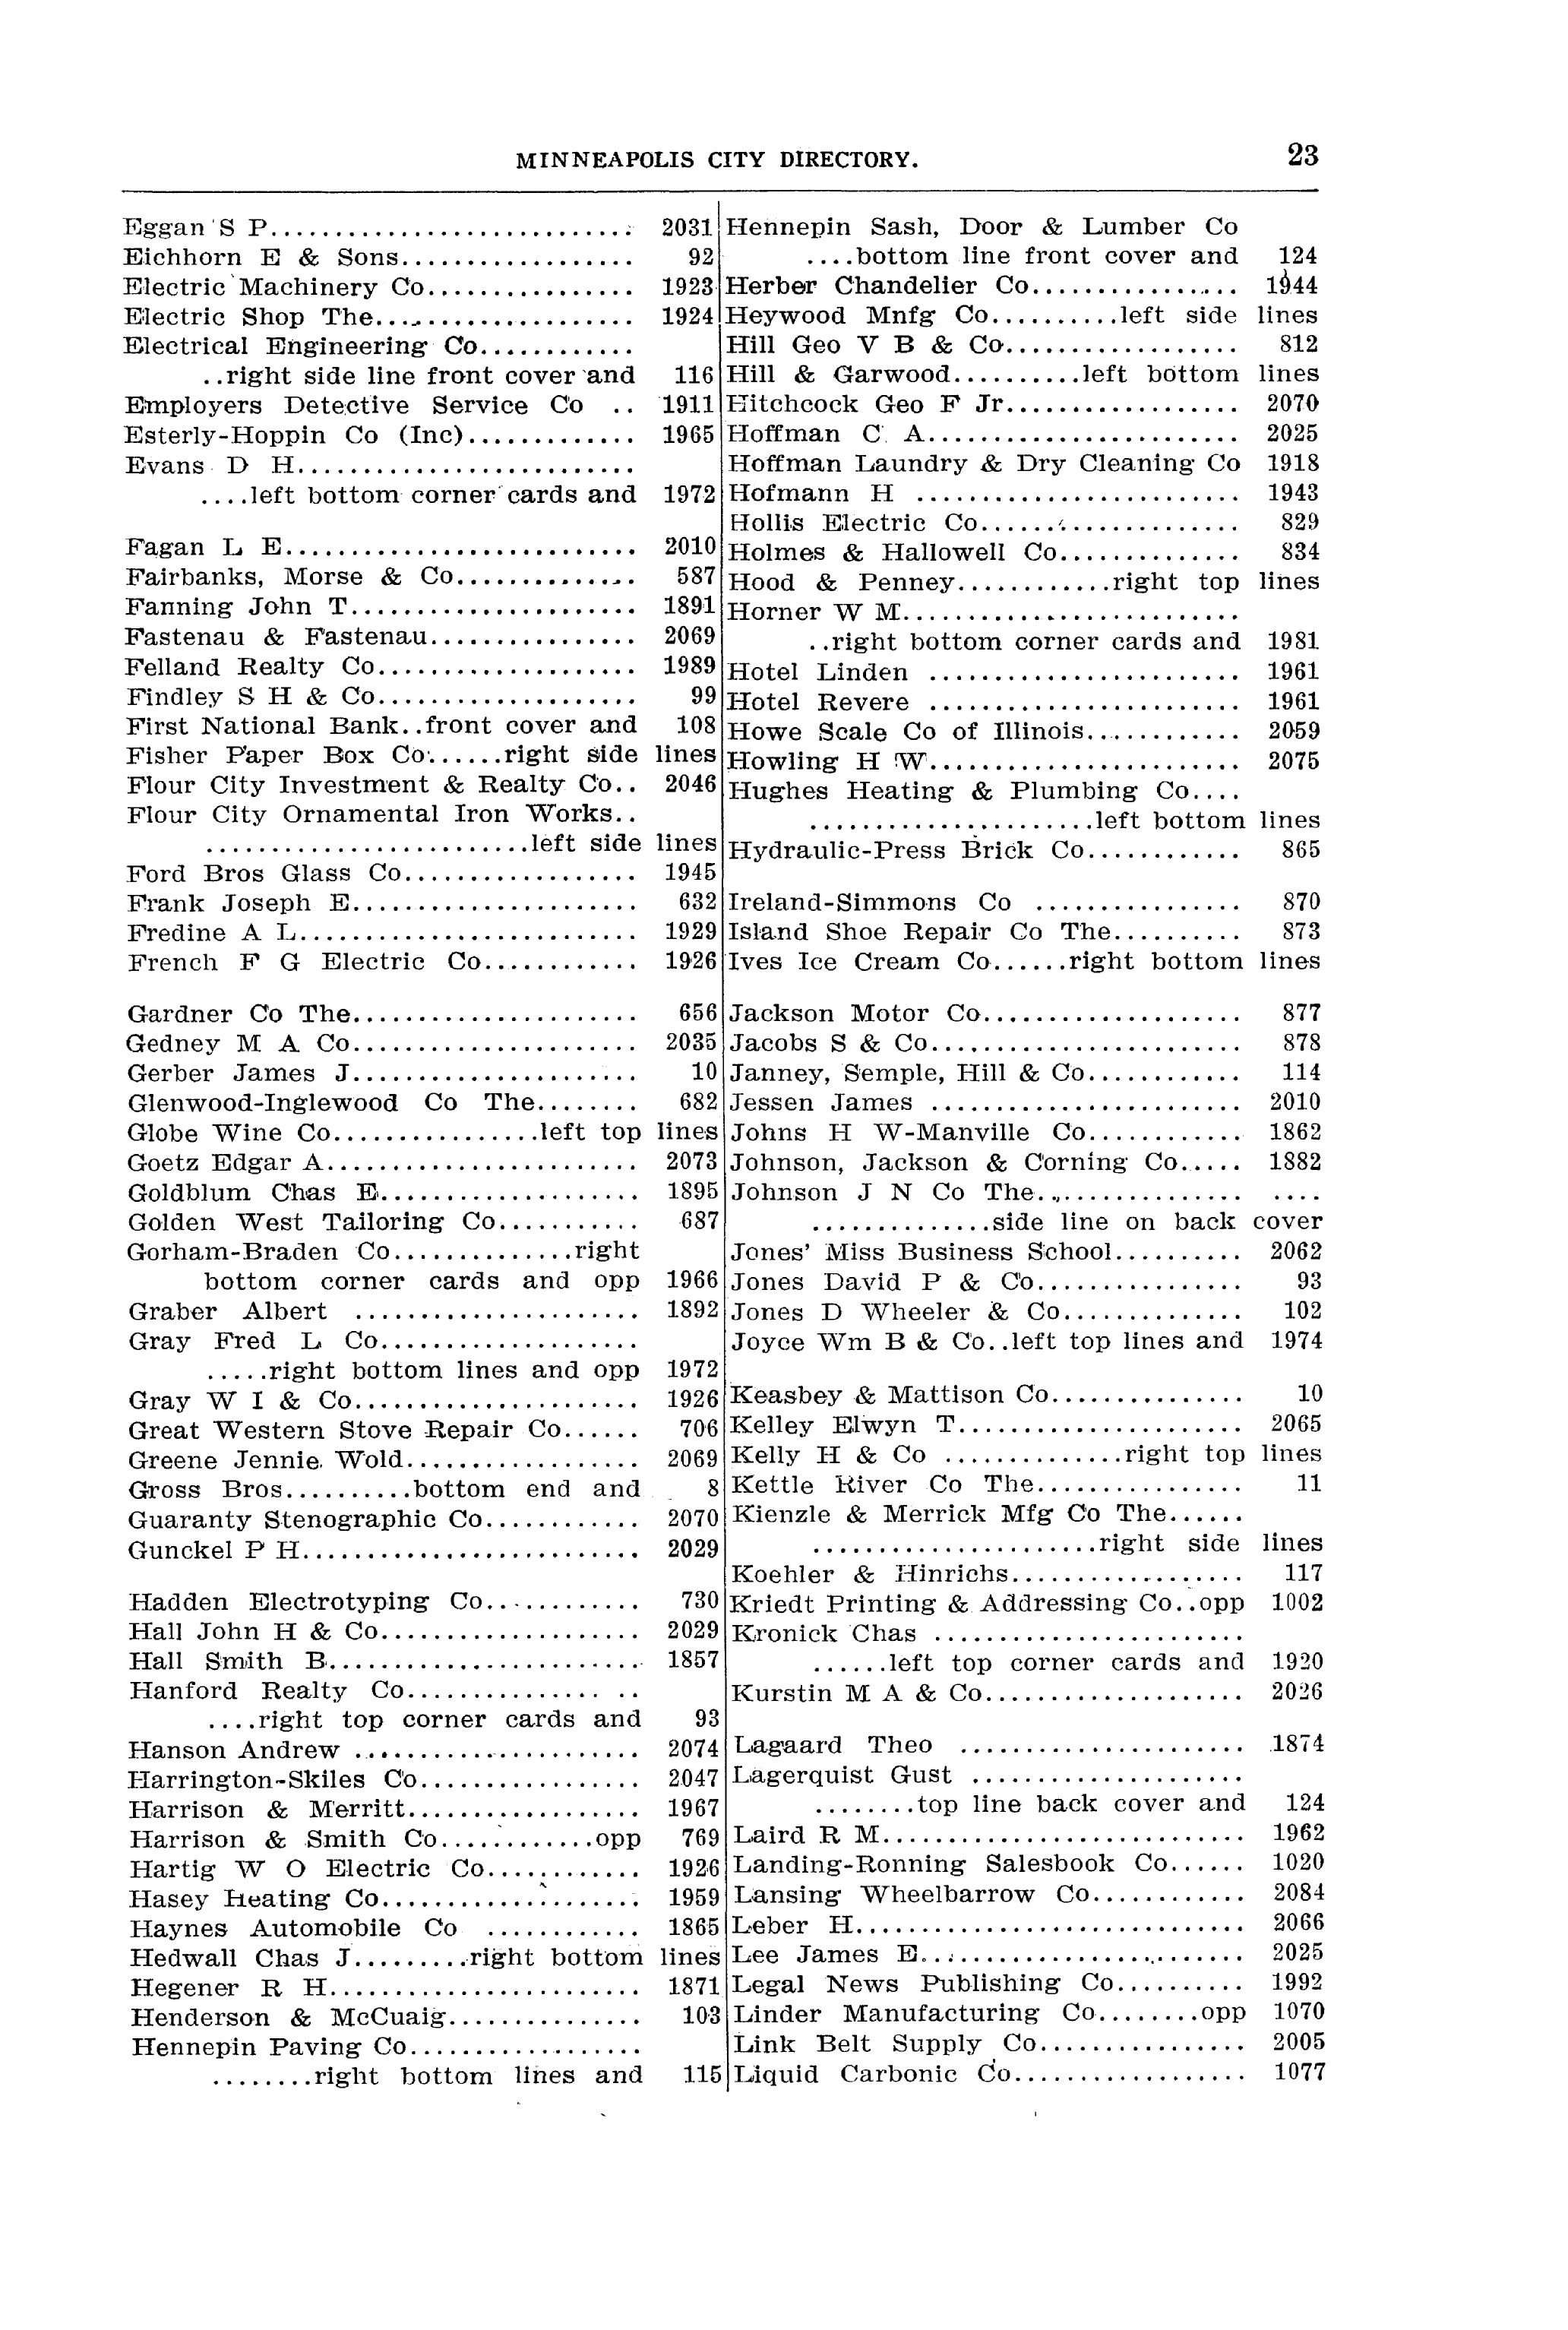 MINNEAPOLIS CITY DIRECTORY. 23
Eggan S P............................ 2031
Eichhorn E & Sons.................. 92
Electric Machinery Co................ 1923
Electric Shop The.................... 1924
Electrical Engineering Co............
..right side line front cover and 116
Employers Detective Service Co .. 1911
Esterly-Hoppin Co (Inc)............. 1965
Evans D H..........................
....left bottom corner cards and 1972
Fagan L E........................... 2010
Fairbanks, Morse & Co.............. 587
Fanning John T...................... 1891
Fastenau & Fastenau................ 2069
Felland Realty Co.................... 1989
Findley S H & Co.................... 99
First National Bank..front cover and 108
Fisher Paper Box Co.......right side lines
Flour City Investment & Realty Co.. 2046
Flour City Ornamental Iron Works..
.........................left side lines
Ford Bros Glass Co.................. 1945
Frank Joseph E...................... 632
Fredine A L.......................... 1929
French F G Electric Co............ 1926
Gardner Co The...................... 656
Gedney M A Co...................... 2035
Gerber James J...................... 10
Glenwood-Inglewood Co The........ 682
Globe Wine Co................left top lines
Goetz Edgar A........................ 2073
Goldblum Chas E.................... 1895
Golden West Tailoring Co........... 687
Gorham-Braden Co..............right
bottom corner cards and opp 1966
Graber Albert ...................... 1892
Gray Fred L Co....................
.....right bottom lines and opp 1972
Gray W I & Co...................... 1926
Great Western Stove Repair Co...... 706
Greene Jennie Wold.................. 2069
Gross Bros..........bottom end and 8
Guaranty Stenographic Co............ 2070
Gunckel P H.......................... 2029
Hadden Electrotyping Co............ 730
Hall John H & Co.................... 2029
Hall Smith B........................ 1857
Hanford Realty Co............... ..
....right top corner cards and 93
Hanson Andrew ...................... 2074
Harrington-Skiles Co................. 2047
Harrison & Merritt.................. 1967
Harrison & Smith Co............opp 769
Hartig W O Electric Co............ 1926
Hasey Heating Co.................... 1959
Haynes Automobile Co ............ 1865
Hedwall Chas J.........right bottom lines
Hegener R H........................ 1871
Henderson & McCuaig............... 103
Hennepin Paving Co..................
........right bottom lines and 115
Hennepin Sash, Door & Lumber Co
....bottom line front cover and 124
Herber Chandelier Co................ 1944
Heywood Mnfg Co..........left side lines
Hill Geo V B & Co.................. 812
Hill & Garwood..........left bottom lines
Hitchcock Geo F Jr.................. 2070
Hoffman C A........................ 2025
Hoffman Laundry & Dry Cleaning Co 1918
Hofmann H ......................... 1943
Hollis Electric Co.................... 829
Holmes & Hallowell Co.............. 834
Hood & Penney............right top lines
Horner W M..........................
..right bottom corner cards and 1981
Hotel Linden ........................ 1961
Hotel Revere ........................ 1961
Howe Scale Co of Illinois............ 2059
Howling H W........................ 2075
Hughes Heating & Plumbing Co....
......................left bottom lines
Hydraulic-Press Brick Co............ 865
Ireland-Simmons Co ................ 870
Island Shoe Repair Co The.......... 873
Ives Ice Cream Co......right bottom lines
Jackson Motor Co.................... 877
Jacobs S & Co........................ 878
Janney, Semple, Hill & Co............ 114
Jessen James ........................ 2010
Johns H W-Manville Co............ 1862
Johnson, Jackson & Corning Co..... 1882
Johnson J N Co The................ ....
..............side line on back cover
Jones' Miss Business School.......... 2062
Jones David P & Co................ 93
Jones D Wheeler & Co.............. 102
Joyce Wm B & Co..left top lines and 1974
Keasbey & Mattison Co............... 10
Kelley Elwyn T...................... 2065
Kelly H & Co ..............right top lines
Kettle River Co The................ 11
Kienzle & Merrick Mfg Co The......
......................right side lines
Koehler & Hinrichs.................. 117
Kriedt Printing & Addressing Co..opp 1002
Kronick Chas ........................
......left top corner cards and 1920
Kurstin M A & Co.................... 2026
Lagaard Theo ...................... 1874
Lagerquist Gust .....................
........top line back cover and 124
Laird R M............................ 1962
Landing-Ronning Salesbook Co...... 1020
Lansing Wheelbarrow Co............ 2084
Leber H.............................. 2066
Lee James E......................... 2025
Legal News Publishing Co.......... 1992
Linder Manufacturing Co........opp 1070
Link Belt Supply Co................ 2005
Liquid Carbonic Co.................. 1077